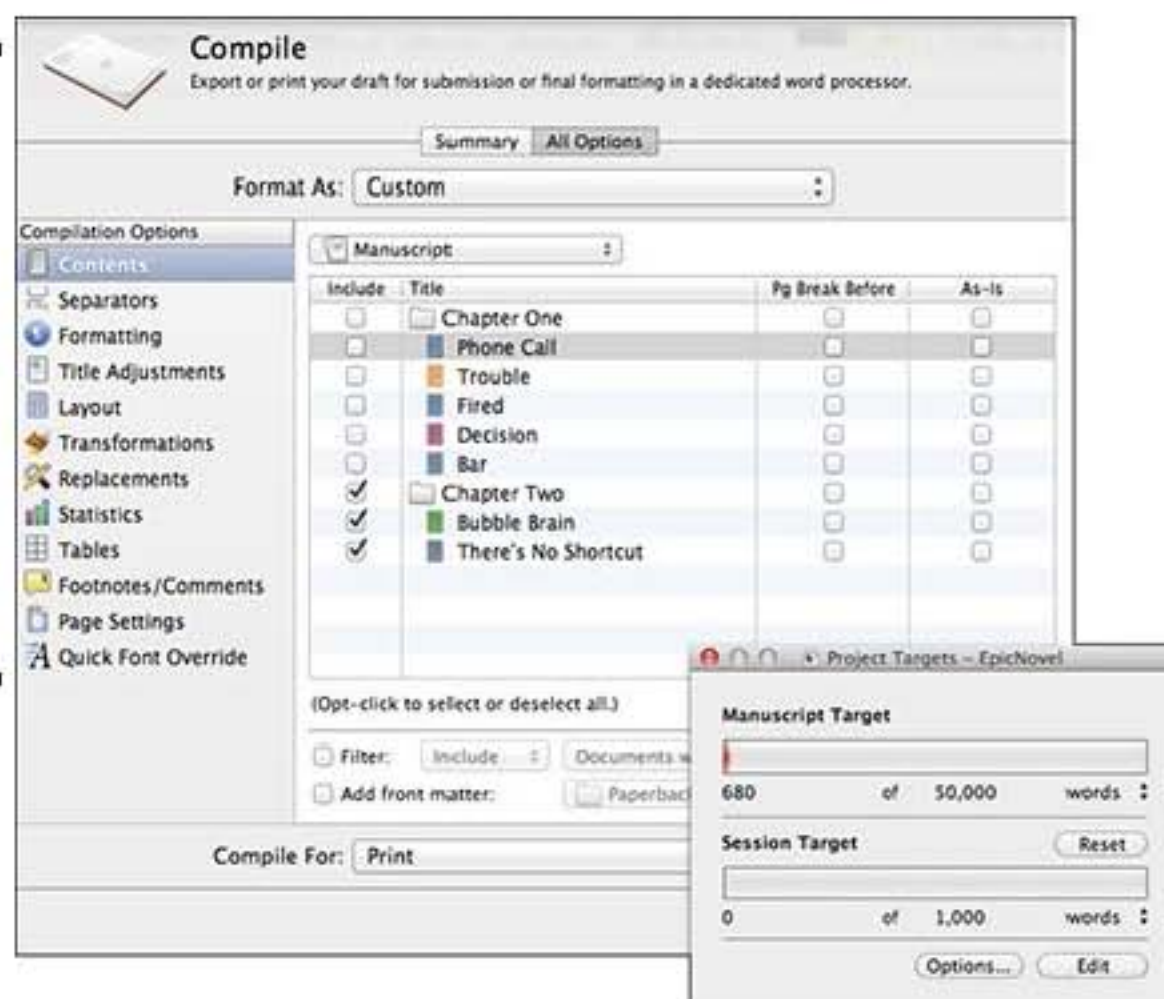 Compile
Export or print your draft for submission or final formatting in a dedicated word processor.
Summary All Options
Format As: Custom
Compilation Options
Contents
Separators
Formatting
Title Adjustments
Layout
Transformations
Replacements
Statistics
Tables
Footnotes/Comments
Page Settings
A Quick Font Override
Manuscript
Include Title Pg Break Before As-Is
Chapter One
Phone Call
Trouble
Fired
Decision
Bar
Chapter Two
Bubble Brain
There's No Shortcut
(Opt-click to select or deselect all.)
Filter: Include Documents
Add front matter:
Compile For: Print
Project Targets – EpicNovel
Manuscript Target
680 of 50,000 words
Session Target Reset
0 of 1,000 words
Options... Edit